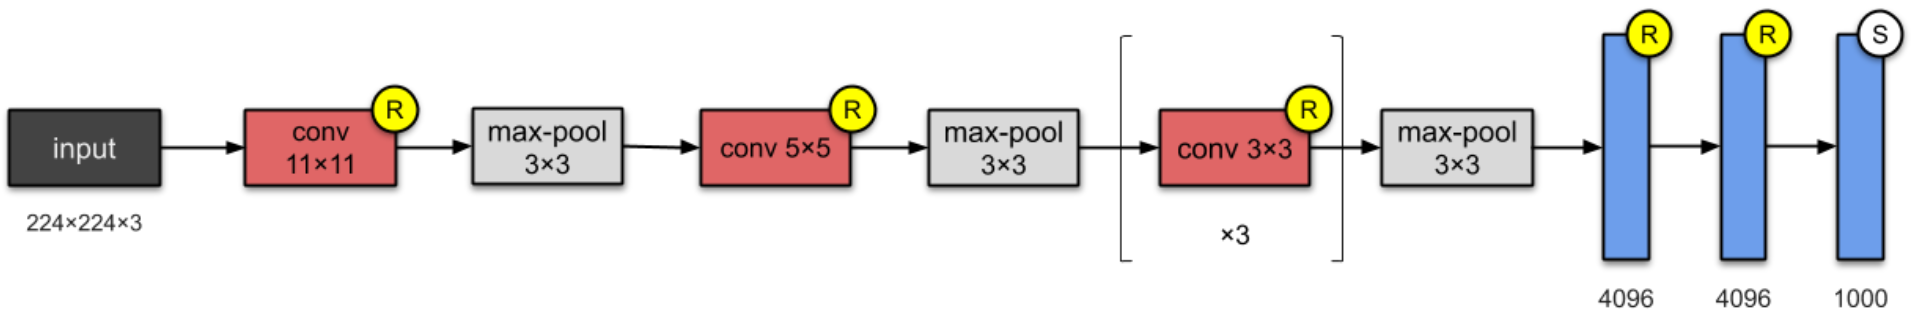 input
224×224×3
conv
11×11
R
max-pool
3×3
conv 5×5
R
max-pool
3×3
conv 3×3
R
×3
max-pool
3×3
R
4096
R
4096
S
1000